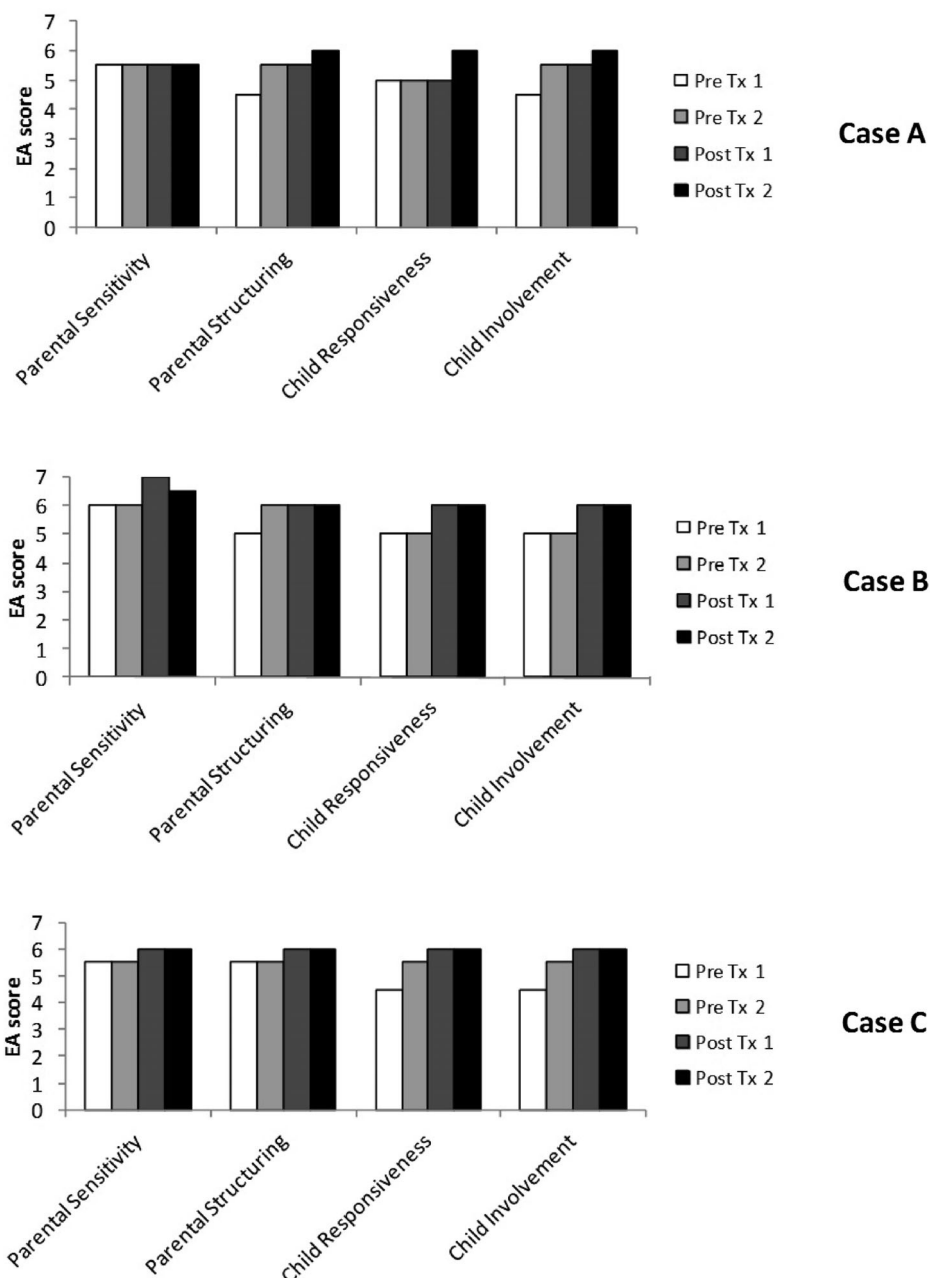 7
6
5
4
3
2
1
0
EA score
Parental Sensitivity
Parental Structuring
Child Responsiveness
Child Involvement
Pre Tx 1
Pre Tx 2
Post Tx 1
Post Tx 2
Case A
7
6
5
4
3
2
1
0
EA score
Parental Sensitivity
Parental Structuring
Child Responsiveness
Child Involvement
Pre Tx 1
Pre Tx 2
Post Tx 1
Post Tx 2
Case B
7
6
5
4
3
2
1
0
EA score
Parental Sensitivity
Parental Structuring
Child Responsiveness
Child Involvement
Pre Tx 1
Pre Tx 2
Post Tx 1
Post Tx 2
Case C